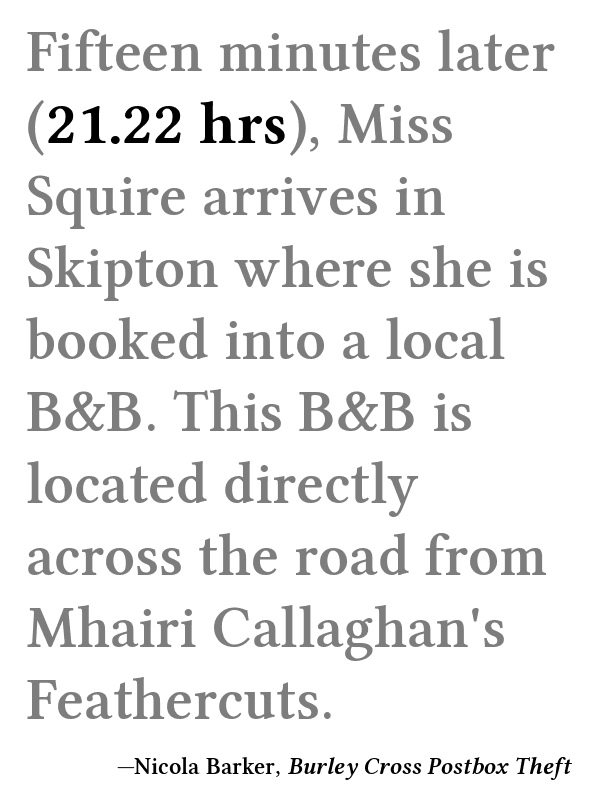 Fifteen minutes later
(21.22 hrs), Miss
Squire arrives in
Skipton where she is
booked into a local
B&B. This B&B is
located directly
across the road from
Mhairi Callaghan's
Feathercuts.
—Nicola Barker, Burley Cross Postbox Theft